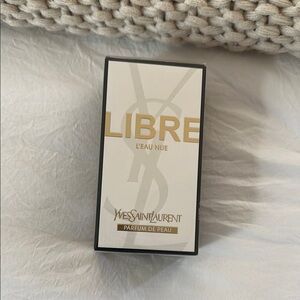 LIBRE
L'EAU NUE
YVESSAINTLAURENT
PARFUM DE PEAU